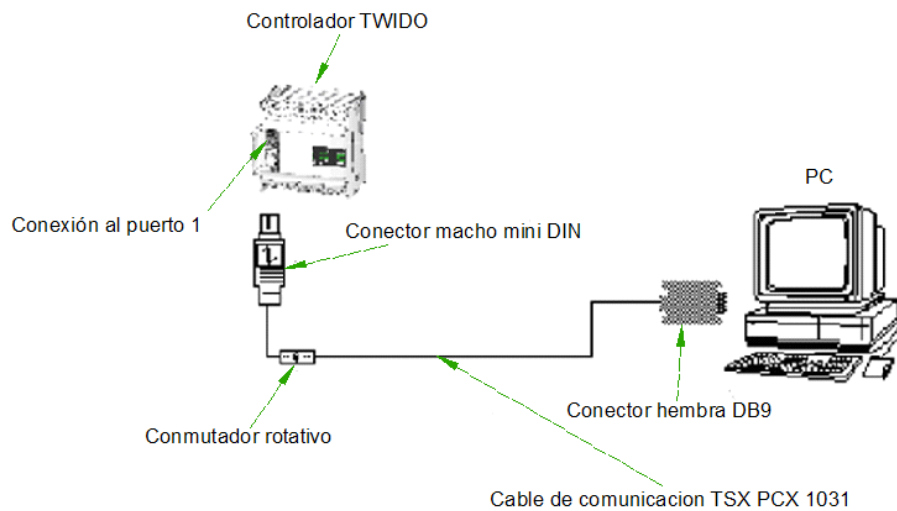 Controlador TWIDO
PC
Conexión al puerto 1
Conector macho mini DIN
Conector hembra DB9
Conmutador rotativo
Cable de comunicacion TSX PCX 1031